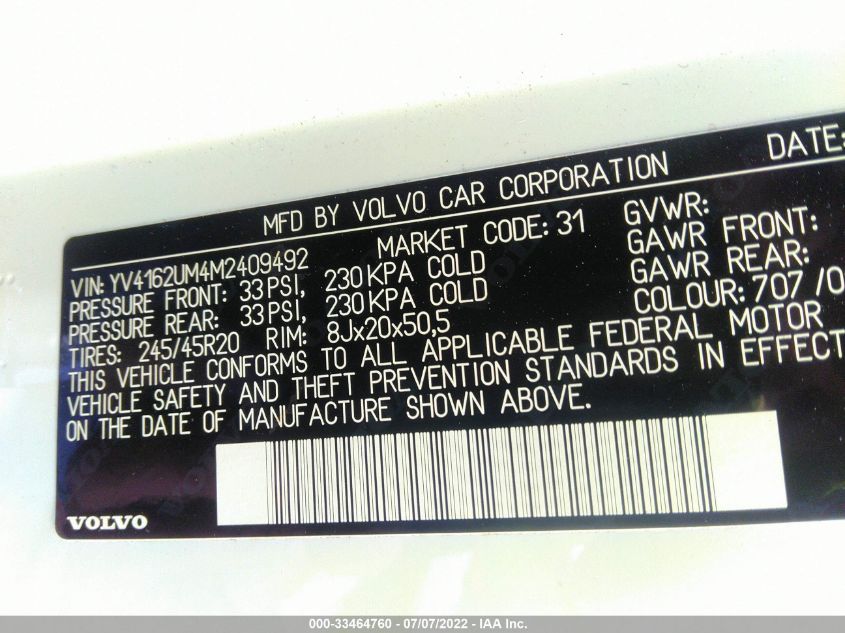 DATE:
MFD BY VOLVO CAR CORPORATION
VIN: YV4162UM4M2409492 MARKET CODE: 31 GVWR:
PRESSURE FRONT: 33 PSI, 230 KPA COLD GAWR FRONT:
PRESSURE REAR: 33 PSI, 230 KPA COLD GAWR REAR:
TIRES: 245/45R20 RIM: 8Jx20x50,5 COLOUR: 707 /0
THIS VEHICLE CONFORMS TO ALL APPLICABLE FEDERAL MOTOR
VEHICLE SAFETY AND THEFT PREVENTION STANDARDS IN EFFECT
ON THE DATE OF MANUFACTURE SHOWN ABOVE.
VOLVO
000-33464760 - 07/07/2022 - IAA Inc.